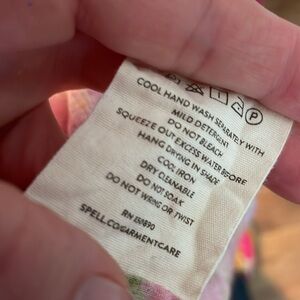 COOL HAND WASH SEPARATELY WITH
MILD DETERGENT
DO NOT BLEACH
SQUEEZE OUT EXCESS WATER BEFORE
HANG DRYING IN SHADE
COOL IRON
DRY CLEANABLE
DO NOT SOAK
DO NOT WRING OR TWIST
RN 159890
SPELL.CO/GARMENTCARE